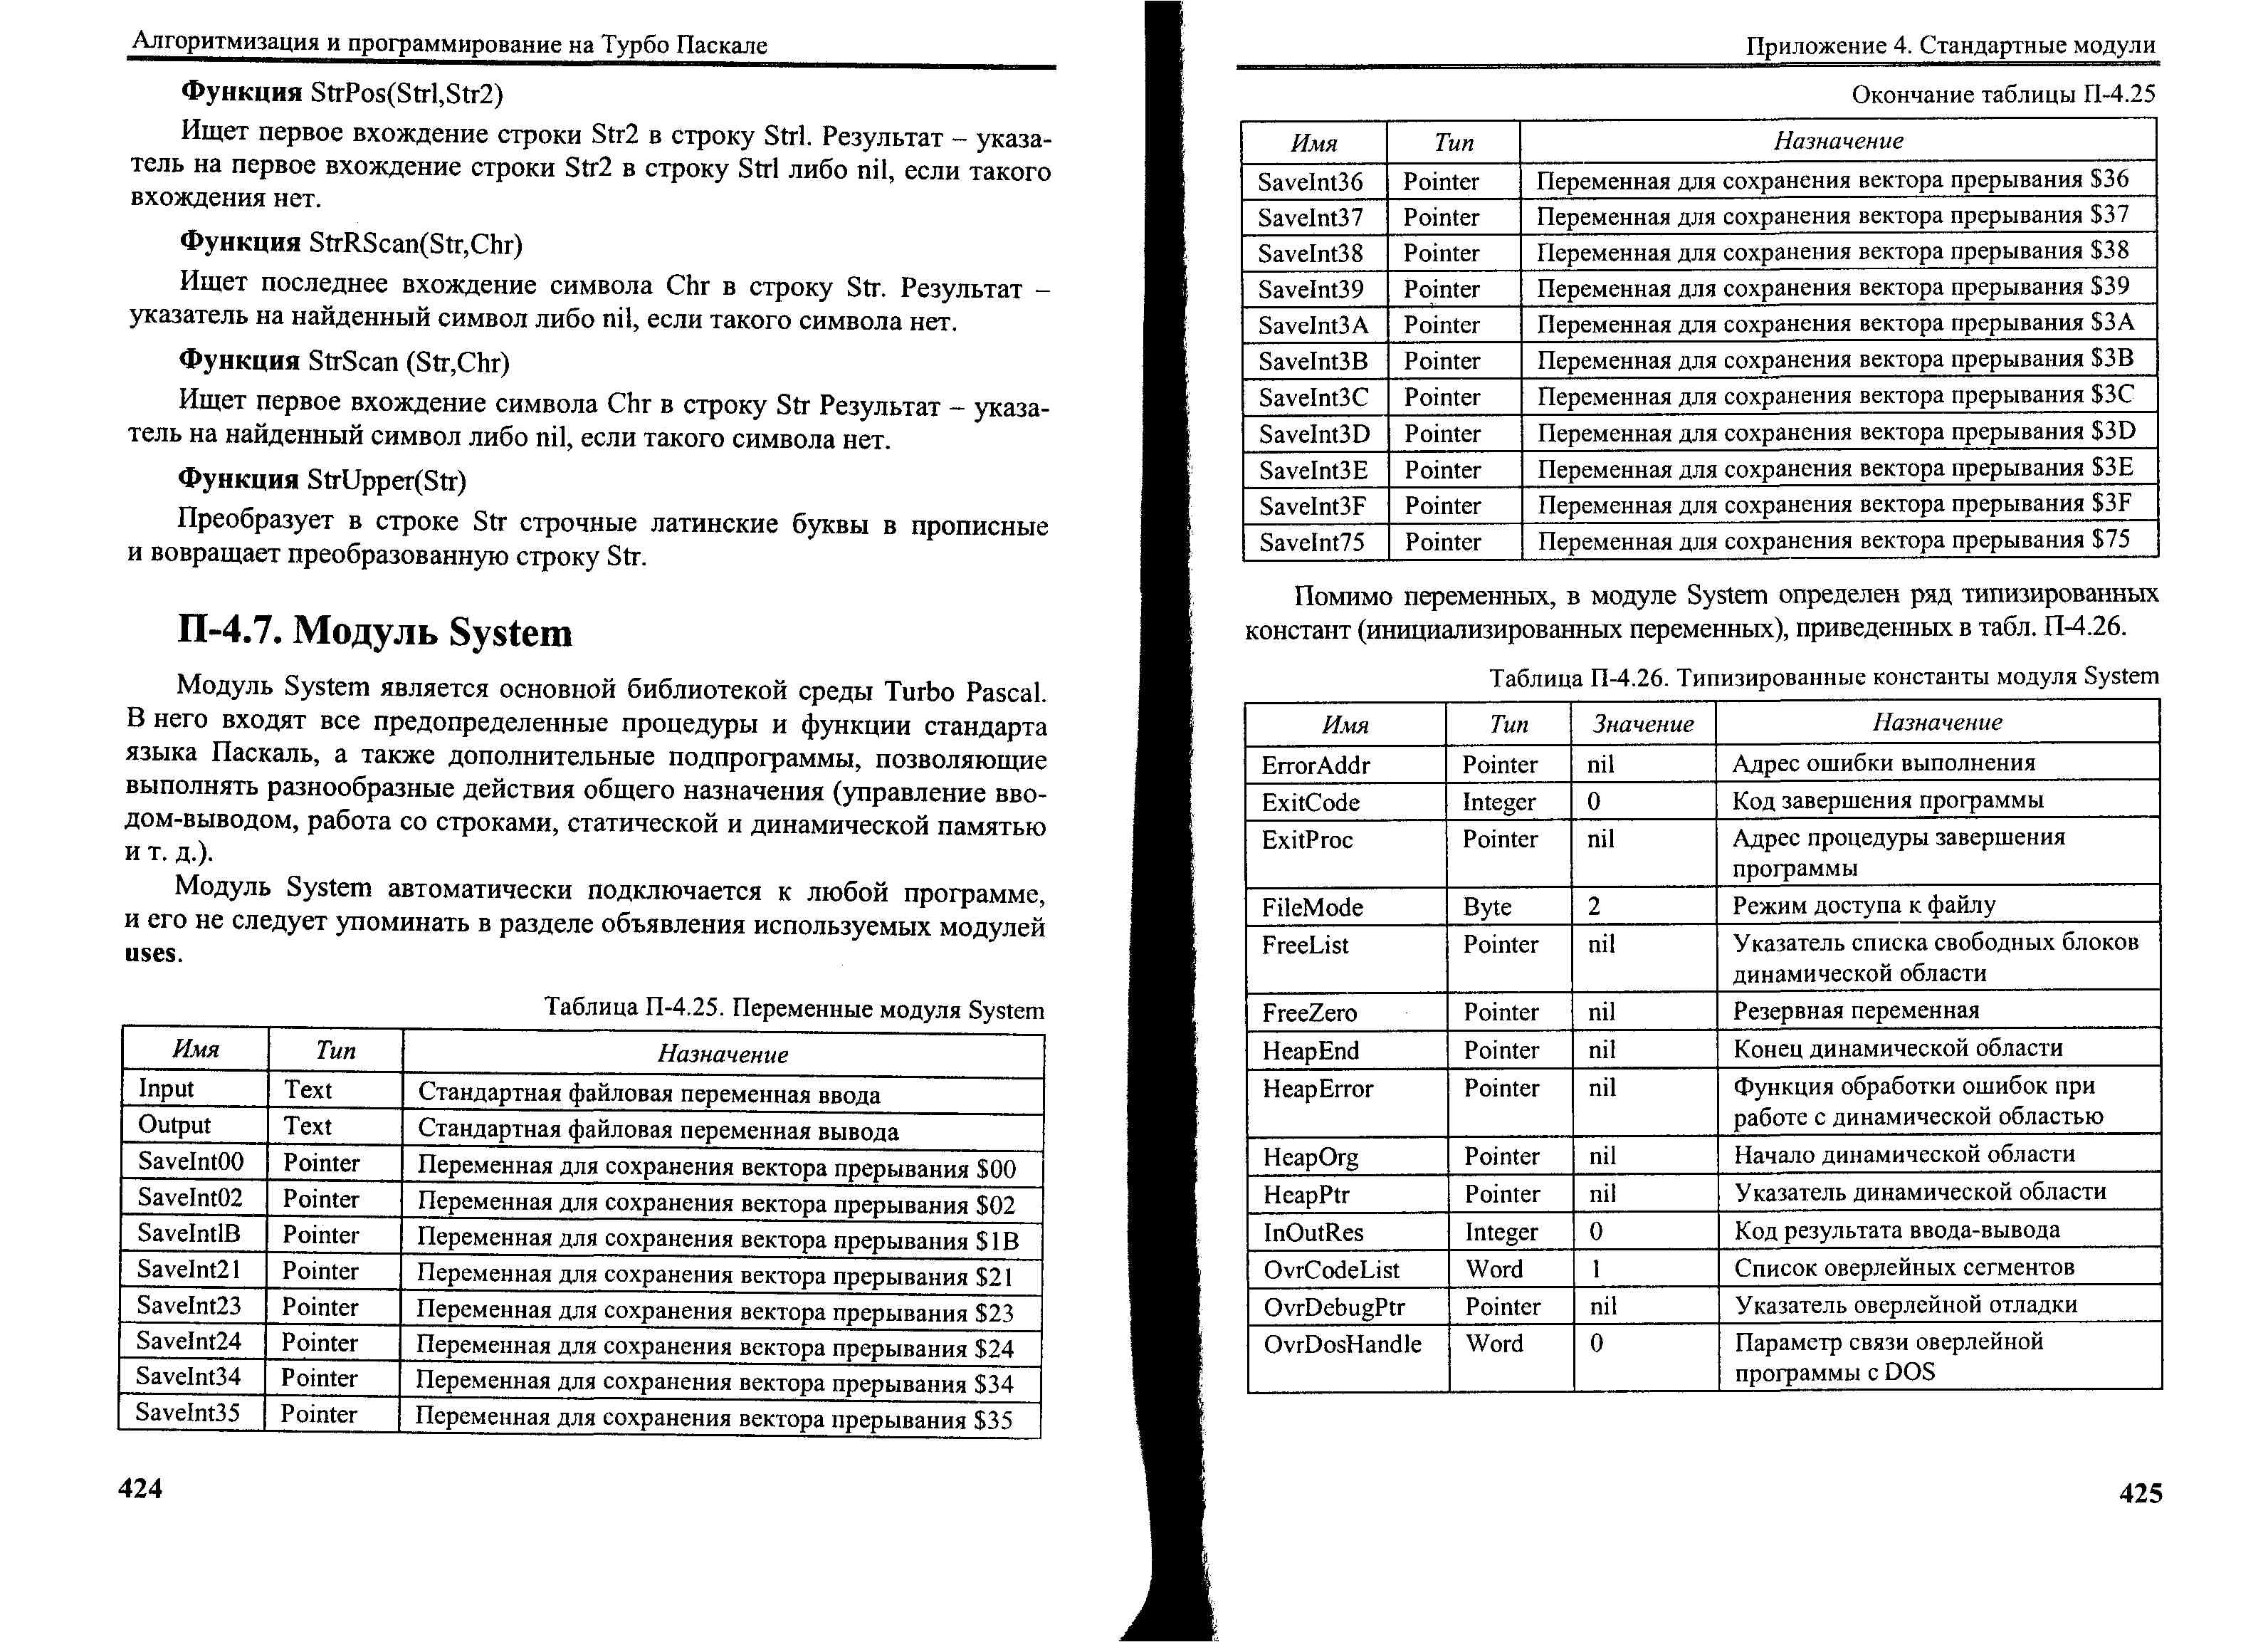 Алгоритмизация и программирование на Турбо Паскале
Функция StrPos(Strl,Str2)
Ищет первое вхождение строки Str2 в строку Strl. Результат – указа-
тель на первое вхождение строки Str2 в строку Strl либо nil, если такого
вхождения нет.
Функция StrRScan(Str,Chr)
Ищет последнее вхождение символа Chr в строку Str. Результат –
указатель на найденный символ либо nil, если такого символа нет.
Функция StrScan (Str,Chr)
Ищет первое вхождение символа Chr в строку Str Результат – указа-
тель на найденный символ либо nil, если такого символа нет.
Функция StrUpper(Str)
Преобразует в строке Str строчные латинские буквы в прописные
и вовращает преобразованную строку Str.
П-4.7. Модуль System
Модуль System является основной библиотекой среды Turbo Pascal.
В него входят все предопределенные процедуры и функции стандарта
языка Паскаль, а также дополнительные подпрограммы, позволяющие
выполнять разнообразные действия общего назначения (управление вво-
дом-выводом, работа со строками, статической и динамической памятью
и т. д.).
Модуль System автоматически подключается к любой программе,
и его не следует упоминать в разделе объявления используемых модулей
uses.
Таблица П-4.25. Переменные модуля System
Имя Тип Назначение
Input Text Стандартная файловая переменная ввода
Output Text Стандартная файловая переменная вывода
SaveInt00 Pointer Переменная для сохранения вектора прерывания $00
SaveInt02 Pointer Переменная для сохранения вектора прерывания $02
SaveIntlB Pointer Переменная для сохранения вектора прерывания $1B
SaveInt21 Pointer Переменная для сохранения вектора прерывания $21
SaveInt23 Pointer Переменная для сохранения вектора прерывания $23
SaveInt24 Pointer Переменная для сохранения вектора прерывания $24
SaveInt34 Pointer Переменная для сохранения вектора прерывания $34
SaveInt35 Pointer Переменная для сохранения вектора прерывания $35
424
Приложение 4. Стандартные модули
Окончание таблицы П-4.25
Имя Тип Назначение
SaveInt36 Pointer Переменная для сохранения вектора прерывания $36
SaveInt37 Pointer Переменная для сохранения вектора прерывания $37
SaveInt38 Pointer Переменная для сохранения вектора прерывания $38
SaveInt39 Pointer Переменная для сохранения вектора прерывания $39
SaveInt3A Pointer Переменная для сохранения вектора прерывания $3A
SaveInt3B Pointer Переменная для сохранения вектора прерывания $3B
SaveInt3C Pointer Переменная для сохранения вектора прерывания $3C
SaveInt3D Pointer Переменная для сохранения вектора прерывания $3D
SaveInt3E Pointer Переменная для сохранения вектора прерывания $3E
SaveInt3F Pointer Переменная для сохранения вектора прерывания $3F
SaveInt75 Pointer Переменная для сохранения вектора прерывания $75
Помимо переменных, в модуле System определен ряд типизированных
констант (инициализированных переменных), приведенных в табл. П-4.26.
Таблица П-4.26. Типизированные константы модуля System
Имя Тип Значение Назначение
ErrorAddr Pointer nil Адрес ошибки выполнения
ExitCode Integer 0 Код завершения программы
ExitProc Pointer nil Адрес процедуры завершения
программы
FileMode Byte 2 Режим доступа к файлу
FreeList Pointer nil Указатель списка свободных блоков
динамической области
FreeZero Pointer nil Резервная переменная
HeapEnd Pointer nil Конец динамической области
HeapError Pointer nil Функция обработки ошибок при
работе с динамической областью
HeapOrg Pointer nil Начало динамической области
HeapPtr Pointer nil Указатель динамической области
InOutRes Integer 0 Код результата ввода-вывода
OvrCodeList Word 1 Список оверлейных сегментов
OvrDebugPtr Pointer nil Указатель оверлейной отладки
OvrDosHandle Word 0 Параметр связи оверлейной
программы с DOS
425